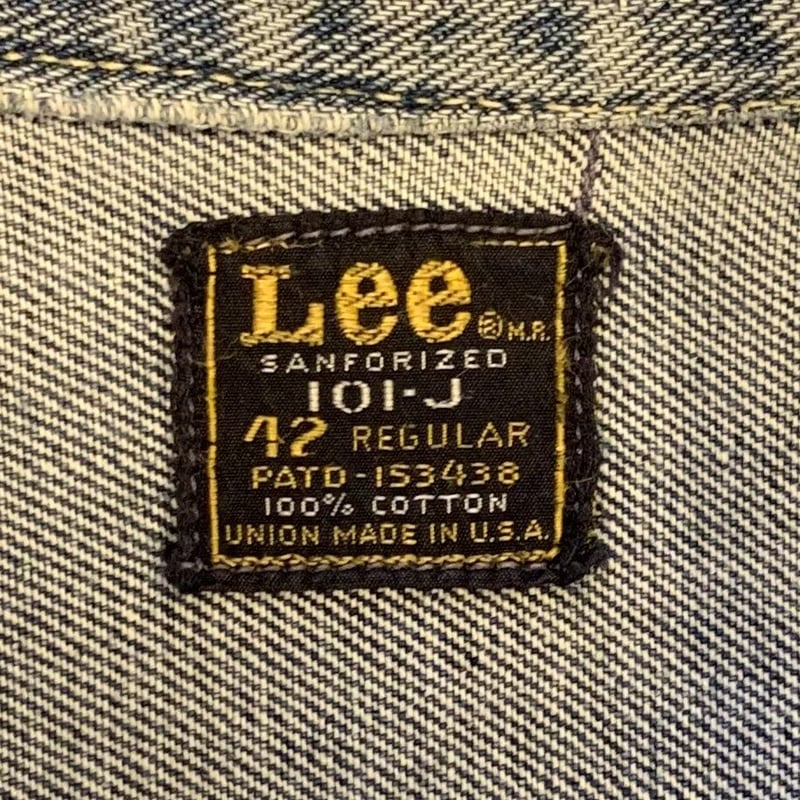 Lee ® M.R.
SANFORIZED
101-J
42 REGULAR
PATD-153438
100% COTTON
UNION MADE IN U.S.A.